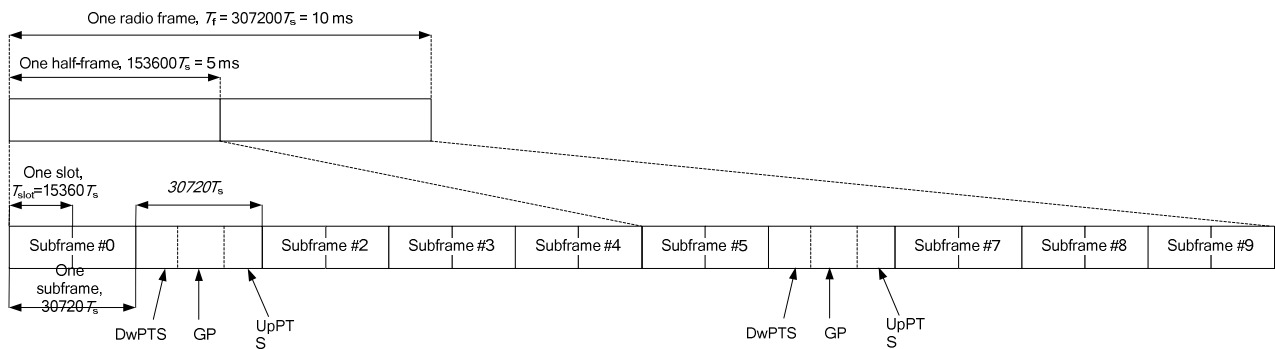 One radio frame, Tf = 307200Ts = 10 ms
One half-frame, 153600Ts = 5 ms
One slot,
Tslot=15360Ts
30720Ts
Subframe #0
Subframe #2
Subframe #3
Subframe #4
Subframe #5
Subframe #7
Subframe #8
Subframe #9
One
subframe,
30720Ts
DwPTS
GP
UpPT
S
DwPTS
GP
UpPT
S